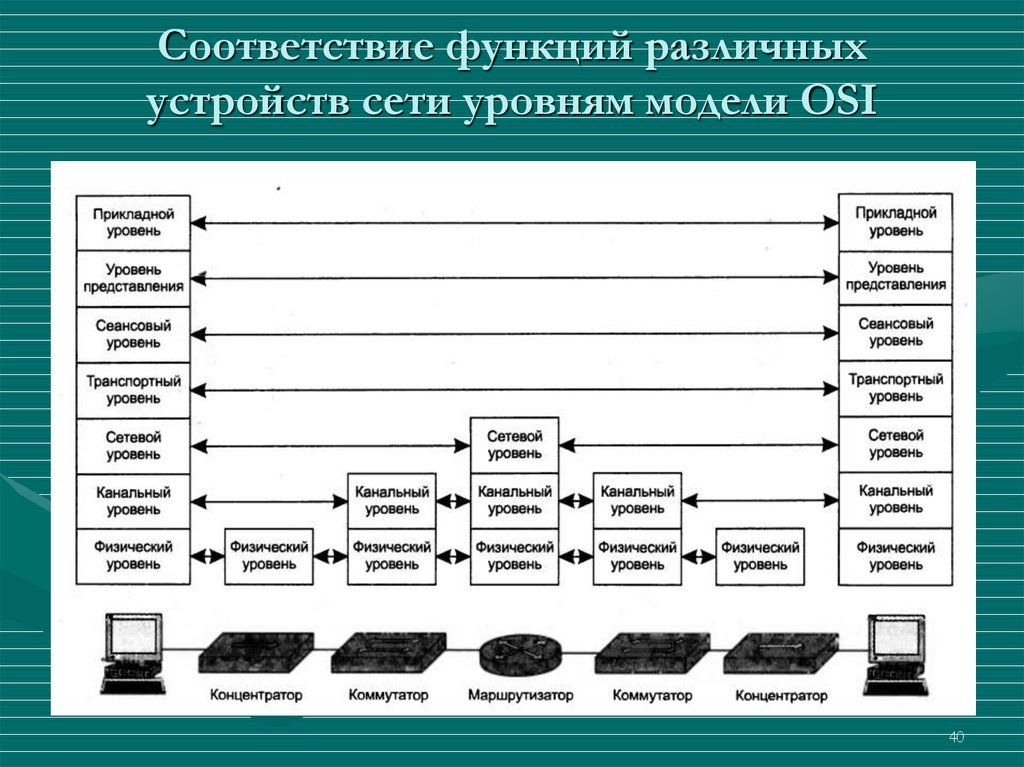 Соответствие функций различных
устройств сети уровням модели OSI
Прикладной
уровень
Прикладной
уровень
Уровень
представления
Уровень
представления
Сеансовый
уровень
Сеансовый
уровень
Транспортный
уровень
Транспортный
уровень
Сетевой
уровень
Сетевой
уровень
Сетевой
уровень
Канальный
уровень
Канальный
уровень
Канальный
уровень
Канальный
уровень
Канальный
уровень
Физический
уровень
Физический
уровень
Физический
уровень
Физический
уровень
Физический
уровень
Физический
уровень
Физический
уровень
Концентратор
Коммутатор
Маршрутизатор
Коммутатор
Концентратор
40